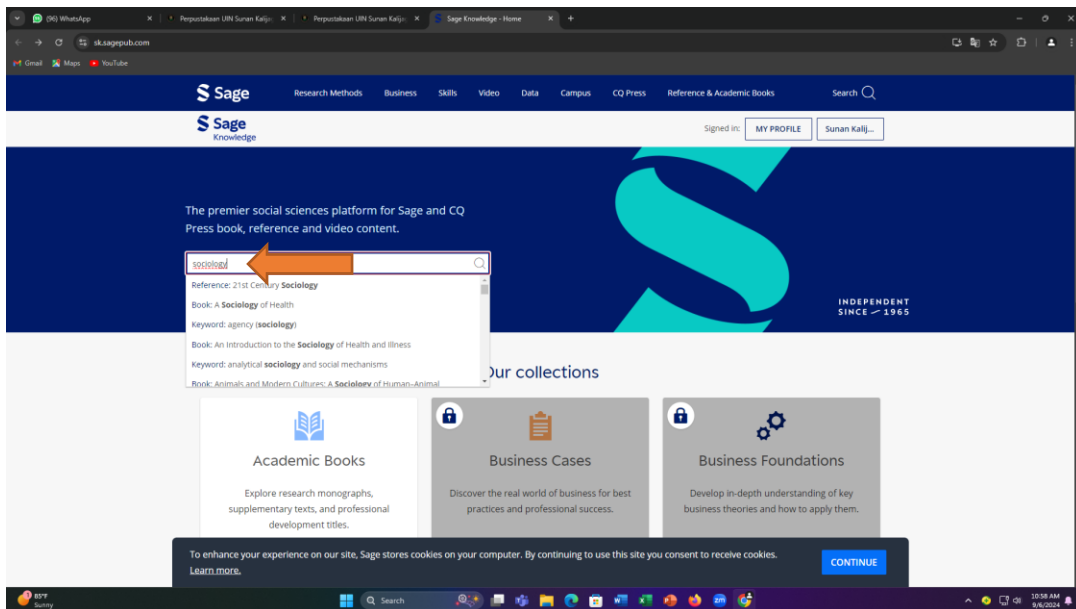 (96) WhatsApp
Perpustakaan UIN Sunan Kalija
Perpustakaan UIN Sunan Kalija
Sage Knowledge - Home
sk.sagepub.com
Gmail
Maps
YouTube
Sage
Research Methods
Business
Skills
Video
Data
Campus
CQ Press
Reference & Academic Books
Search
Sage
Knowledge
Signed in:
MY PROFILE
Sunan Kalij...
The premier social sciences platform for Sage and CQ
Press book, reference and video content.
sociology
Reference: 21st Century Sociology
Book: A Sociology of Health
Keyword: agency (sociology)
Book: An Introduction to the Sociology of Health and Illness
Keyword: analytical sociology and social mechanisms
Book: Animals and Modern Cultures: A Sociology of Human–Animal
INDEPENDENT
SINCE 1965
Our collections
Academic Books
Explore research monographs,
supplementary texts, and professional
development titles.
Business Cases
Discover the real world of business for best
practices and professional success.
Business Foundations
Develop in-depth understanding of key
business theories and how to apply them.
To enhance your experience on our site, Sage stores cookies on your computer. By continuing to use this site you consent to receive cookies.
Learn more.
CONTINUE
85°F
Sunny
Search
10:58 AM
9/6/2024